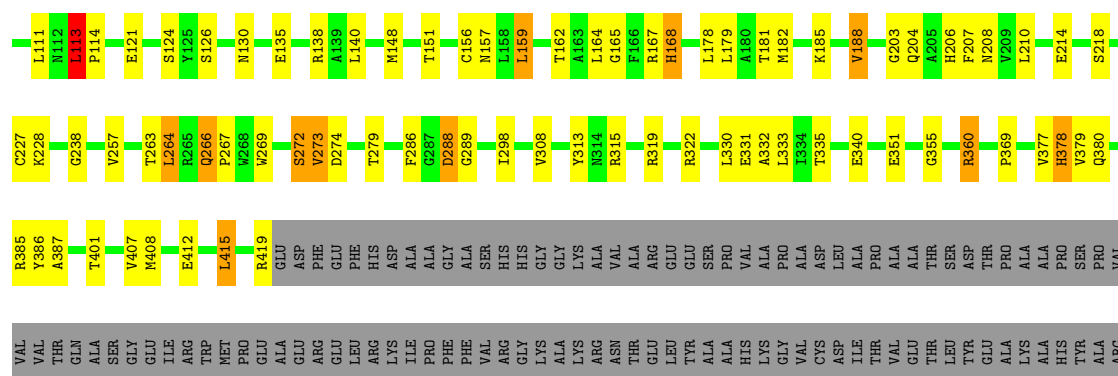 L111 N112 L113 P114 E121 S124 Y125 S126 N130 E135 R138 A139 L140 M148 T151 C156 N157 L158 L159 T162 A163 L164 G165 F166 R167 H168 L178 L179 A180 T181 M182 K185 V188 G203 Q204 A205 H206 F207 N208 V209 L210 E214 S218
C227 K228 G238 V257 T263 L264 R265 Q266 P267 W268 W269 S272 V273 D274 T279 F286 G287 D288 G289 I298 V308 Y313 N314 R315 R319 R322 L330 E331 A332 L333 I334 T335 E340 E351 G355 R360 P369 V377 H378 V379 Q380
R385 Y386 A387 T401 V407 M408 E412 L415 R419 GLU ASP PHE GLU PHE HIS ASP ALA ALA GLY ALA SER HIS HIS GLY GLY LYS ALA VAL ALA ARG GLU GLU SER PRO VAL ALA PRO ALA ASP LEU ALA PRO ALA VAL ALA ALA THR SER ASP THR PRO ALA ALA PRO SER PRO VAL
VAL VAL THR GLN ALA SER GLY GLU ILE ARG TRP MET PRO GLU ALA GLU ARG GLU LEU ARG LYS ILE PRO PHE PHE VAL ARG GLY LYS ALA LYS ARG ASN THR GLU LEU TYR ALA ALA HIS LYS GLY VAL CYS ASP ILE THR VAL GLU THR LEU TYR GLU ALA LYS ALA HIS TYR ALA ARG